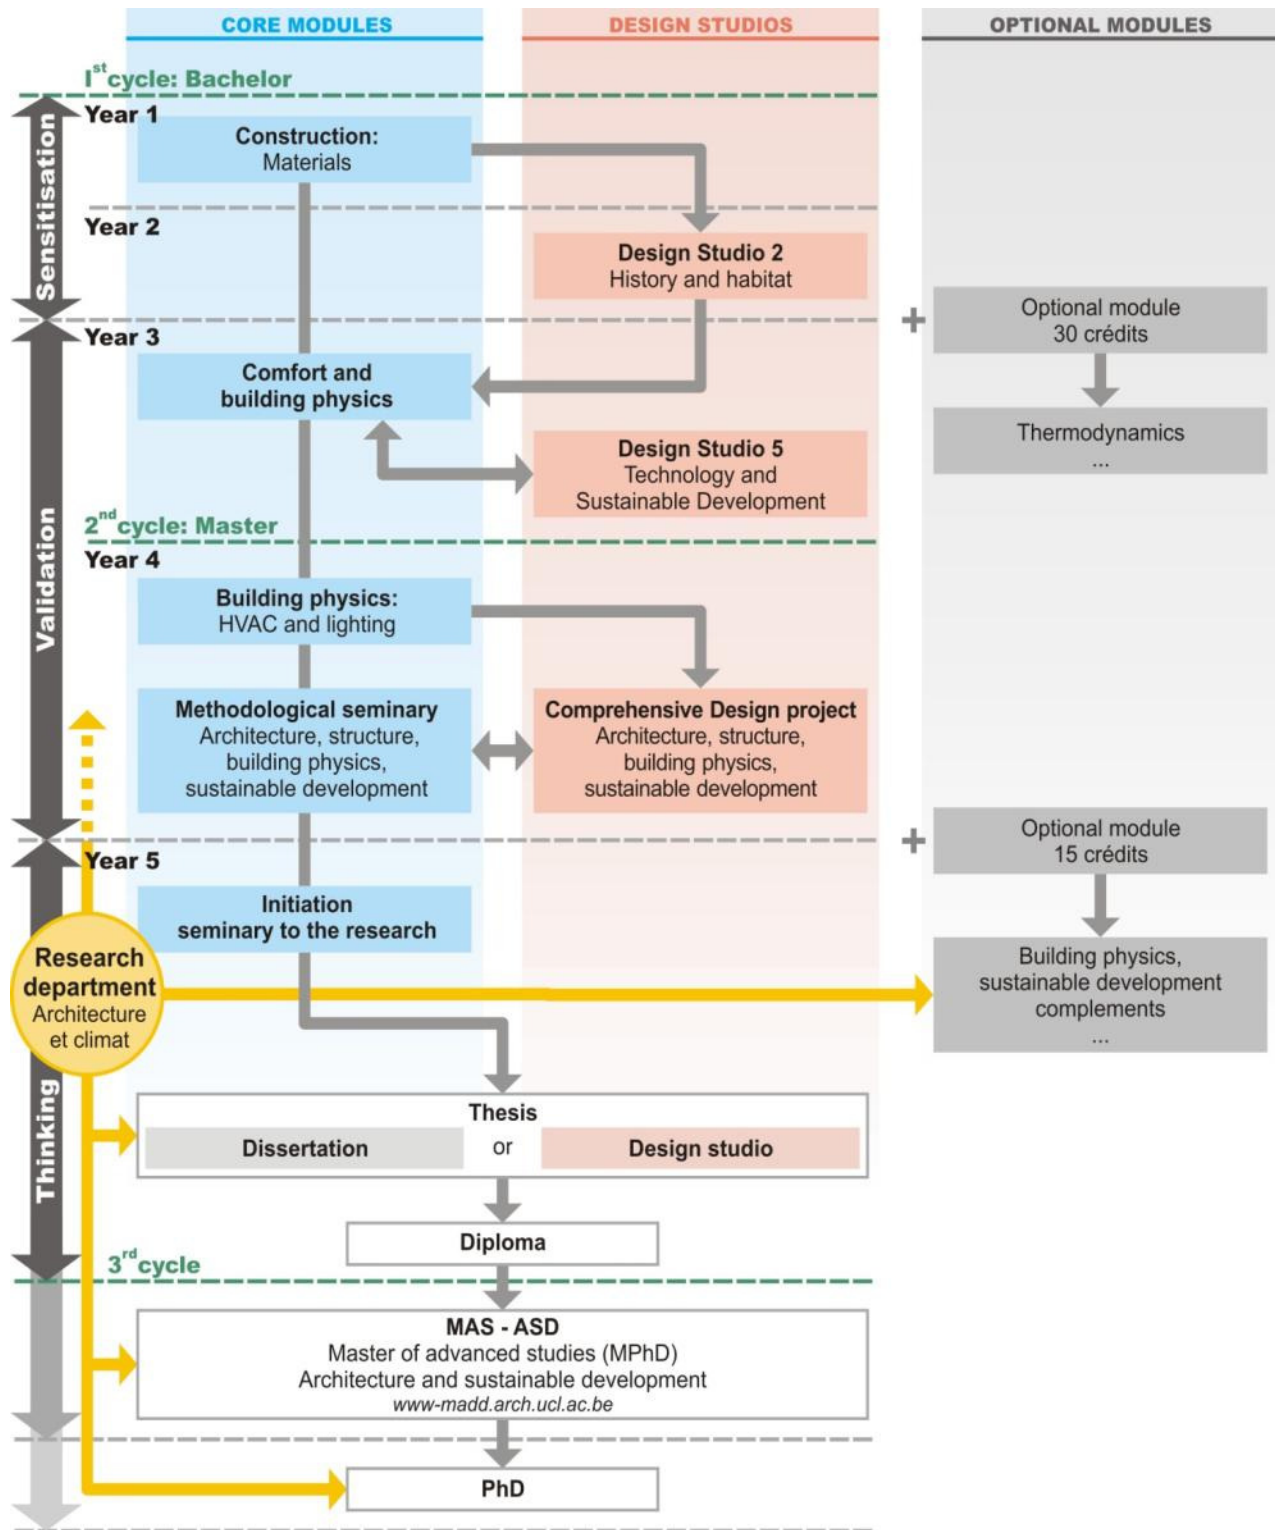 CORE MODULES
DESIGN STUDIOS
OPTIONAL MODULES
1st cycle: Bachelor
Year 1
Construction:
Materials
Sensitisation
Year 2
Design Studio 2
History and habitat
Year 3
Comfort and
building physics
+
Optional module
30 crédits
Thermodynamics
...
Design Studio 5
Technology and
Sustainable Development
2nd cycle: Master
Year 4
Validation
Building physics:
HVAC and lighting
Methodological seminary
Architecture, structure,
building physics,
sustainable development
Comprehensive Design project
Architecture, structure,
building physics,
sustainable development
Year 5
+
Optional module
15 crédits
Initiation
seminary to the research
Research
department
Architecture
et climat
Building physics,
sustainable development
complements
...
Thinking
Thesis
Dissertation
or
Design studio
Diploma
3rd cycle
MAS - ASD
Master of advanced studies (MPhD)
Architecture and sustainable development
www-madd.arch.ucl.ac.be
PhD